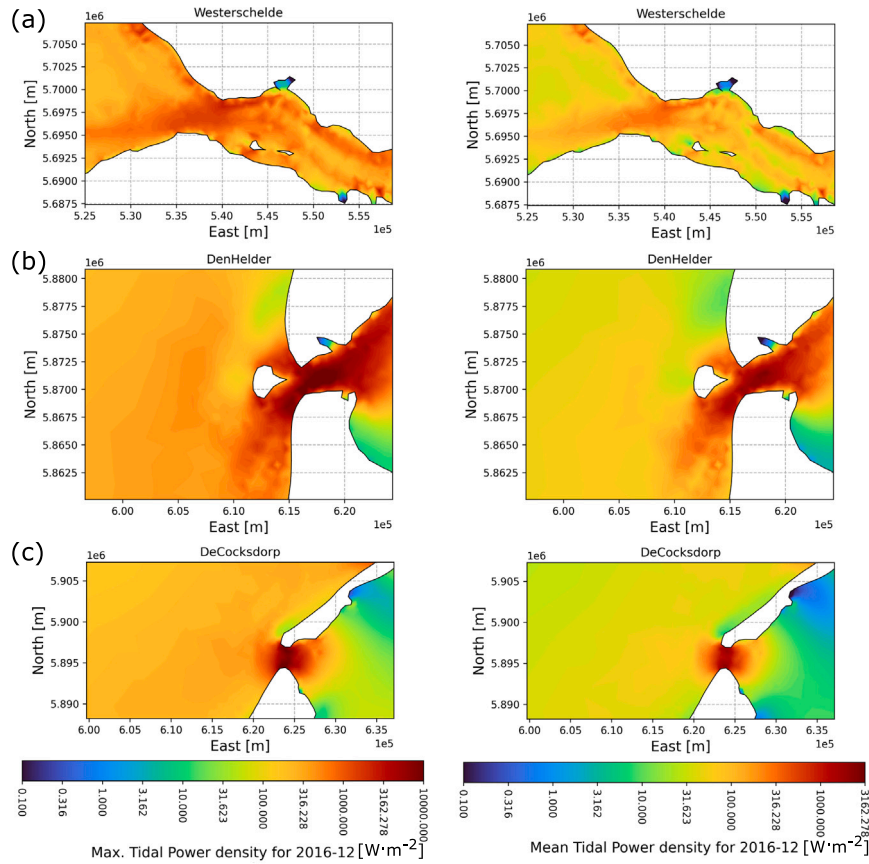 (a)
Westerschelde
1e6
5.7050
5.7025
5.7000
5.6975
5.6950
5.6925
5.6900
5.6875
North [m]
5.25
5.30
5.35
5.40
5.45
5.50
5.55
East [m]
1e5
Westerschelde
1e6
5.7050
5.7025
5.7000
5.6975
5.6950
5.6925
5.6900
5.6875
North [m]
5.25
5.30
5.35
5.40
5.45
5.50
5.55
East [m]
1e5
(b)
DenHelder
1e6
5.8800
5.8775
5.8750
5.8725
5.8700
5.8675
5.8650
5.8625
North [m]
6.00
6.05
6.10
6.15
6.20
East [m]
1e5
DenHelder
1e6
5.8800
5.8775
5.8750
5.8725
5.8700
5.8675
5.8650
5.8625
North [m]
6.00
6.05
6.10
6.15
6.20
East [m]
1e5
(c)
DeCocksdorp
1e6
5.905
5.900
5.895
5.890
North [m]
5.99
6.10
6.15
6.20
6.25
6.30
6.35
East [m]
1e5
DeCocksdorp
1e6
5.905
5.900
5.895
5.890
North [m]
5.99
6.10
6.15
6.20
6.25
6.30
6.35
East [m]
1e5
0.100
0.316
1.000
3.162
10.000
31.623
100.000
316.228
1000.000
3162.278
10000.000
Max. Tidal Power density for 2016-12 [W·m-2]
0.100
0.316
1.000
3.162
10.000
31.623
100.000
316.228
1000.000
3162.278
Mean Tidal Power density for 2016-12 [W·m-2]